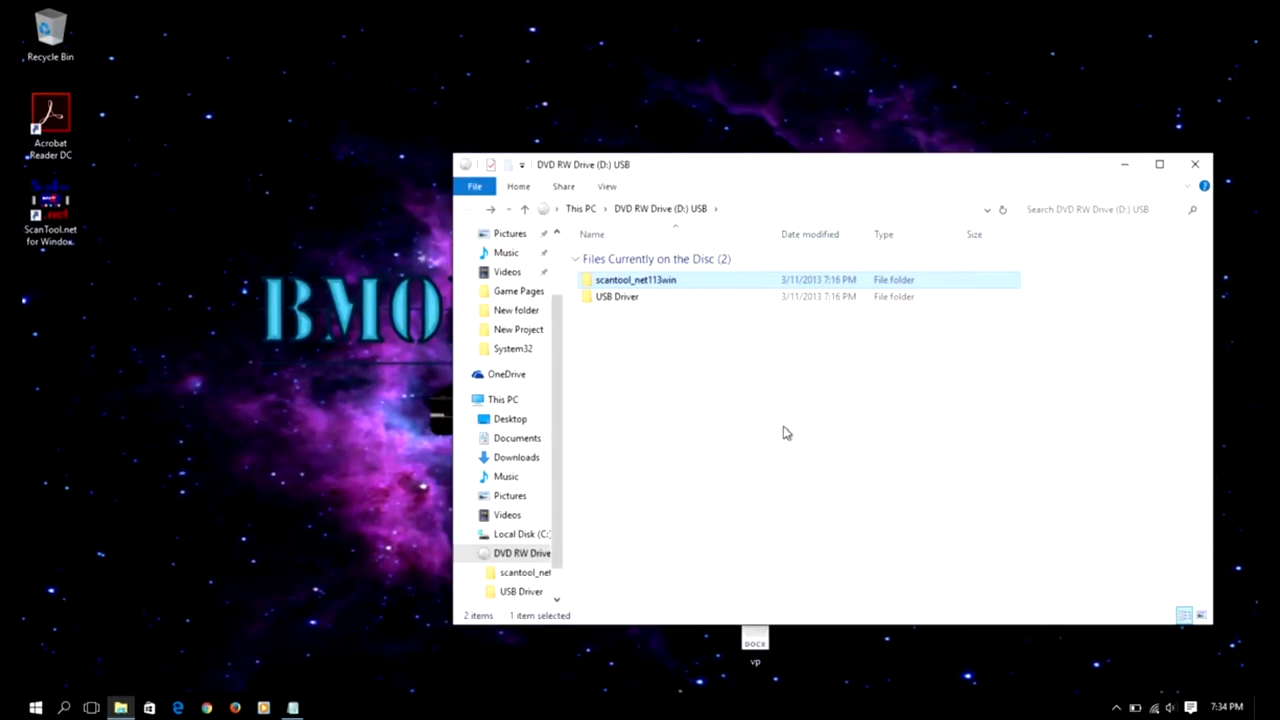 Recycle Bin
Acrobat
Reader DC
ScanTool.net
for Windo...
BMO
DVD RW Drive (D:) USB
File
Home
Share
View
This PC
DVD RW Drive (D:) USB
Search DVD RW Drive (D:) USB
Pictures
Music
Videos
Game Pages
New folder
New Project
System32
OneDrive
This PC
Desktop
Documents
Downloads
Music
Pictures
Videos
Local Disk (C:)
DVD RW Drive
scantool_net
USB Driver
Name
Date modified
Type
Size
Files Currently on the Disc (2)
scantool_net113win 3/11/2013 7:16 PM File folder
USB Driver 3/11/2013 7:16 PM File folder
2 items 1 item selected
DOCX
vp
7:34 PM